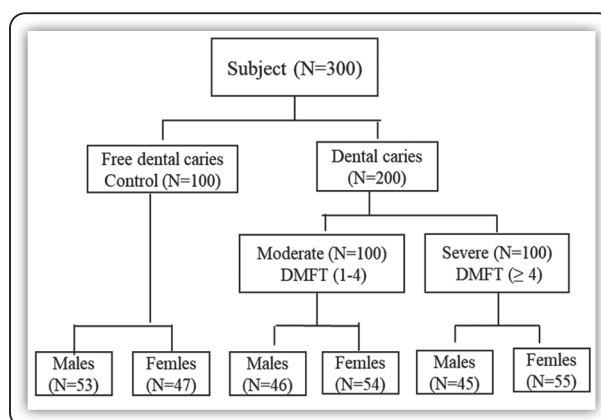 Subject (N=300)
Free dental caries
Control (N=100)
Dental caries
(N=200)
Moderate (N=100)
DMFT (1-4)
Severe (N=100)
DMFT (≥ 4)
Males
(N=53)
Femles
(N=47)
Males
(N=46)
Femles
(N=54)
Males
(N=45)
Femles
(N=55)